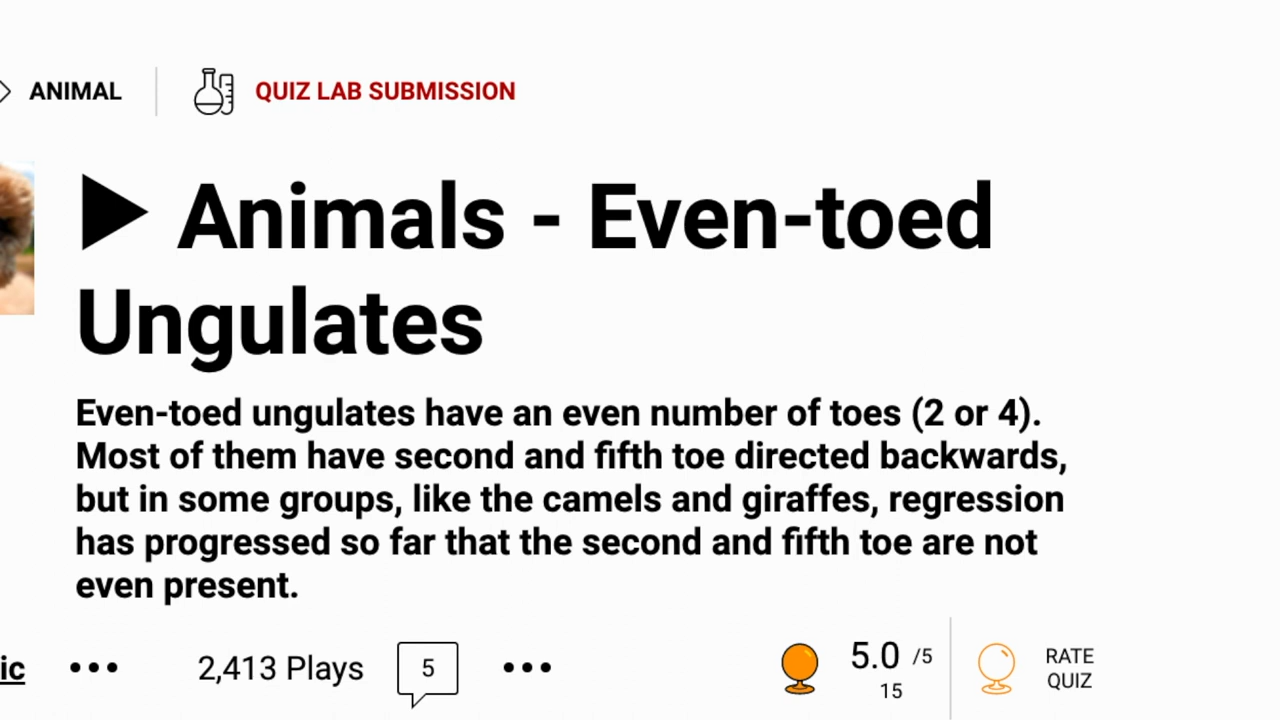 ANIMAL
QUIZ LAB SUBMISSION
Animals - Even-toed
Ungulates
Even-toed ungulates have an even number of toes (2 or 4).
Most of them have second and fifth toe directed backwards,
but in some groups, like the camels and giraffes, regression
has progressed so far that the second and fifth toe are not
even present.
ic ••• 2,413 Plays 5 ••• 5.0 /5 RATE
15 QUIZ